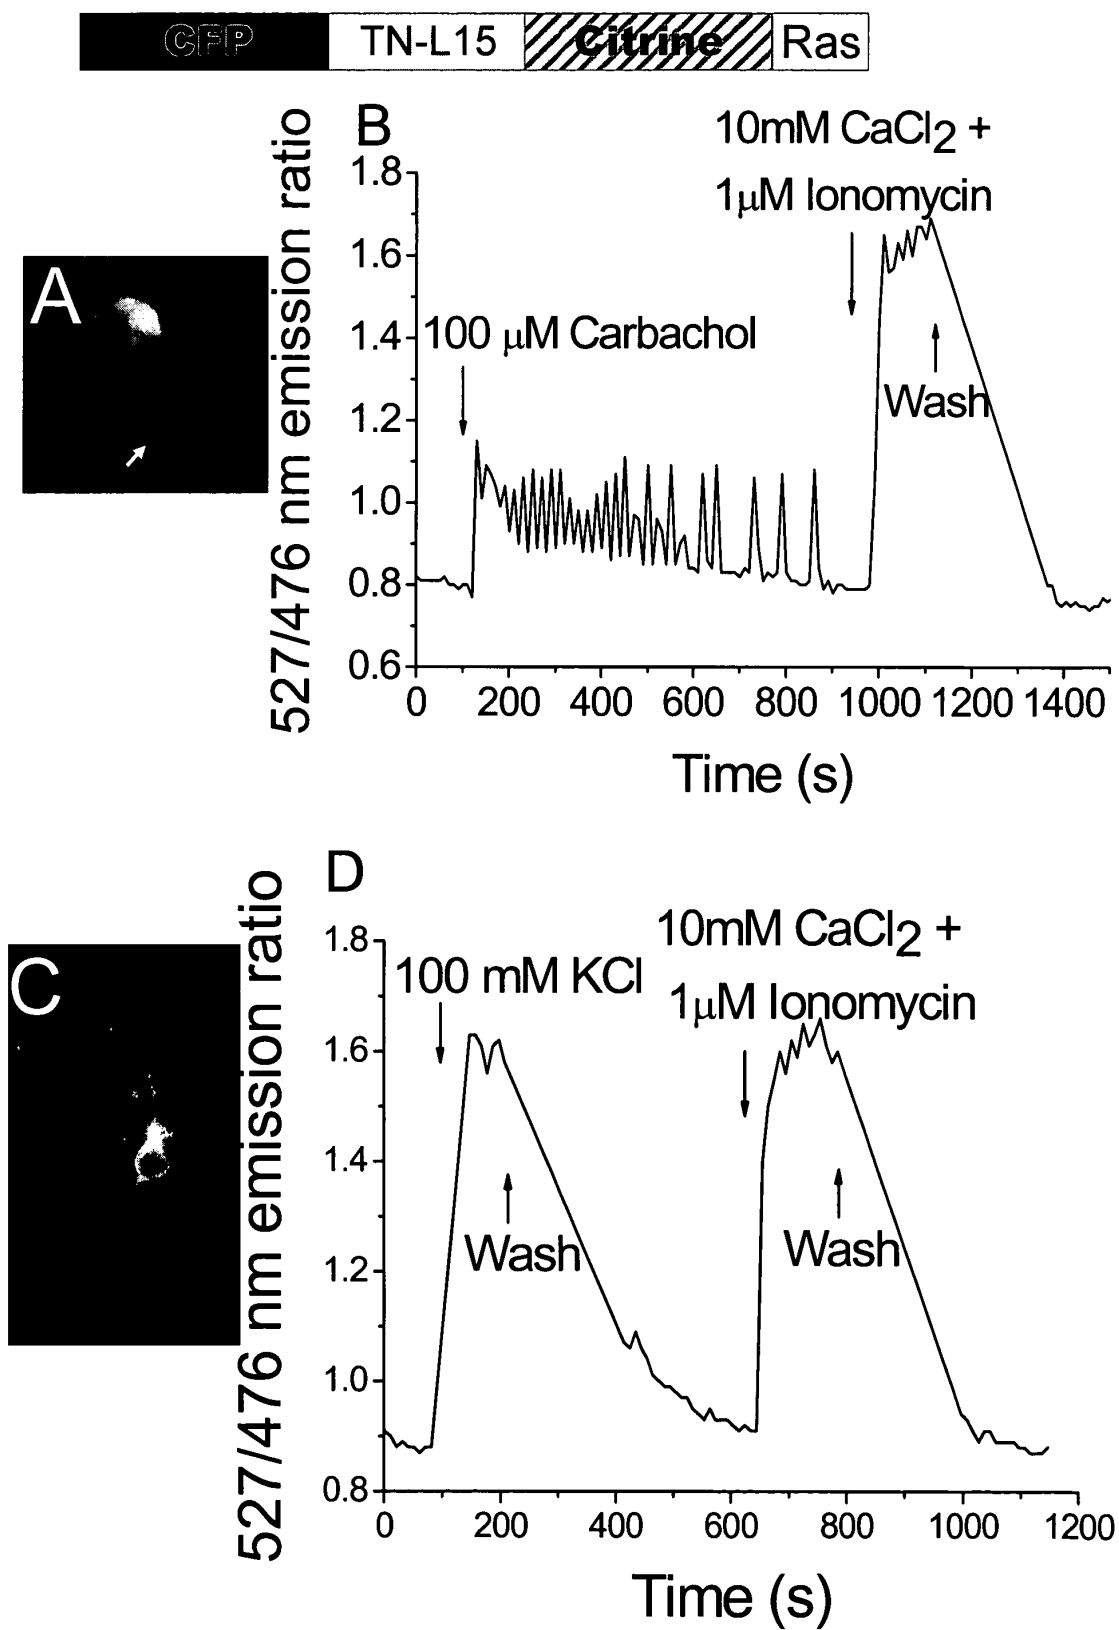 CFP TN-L15 Citrine Ras
A
B
527/476 nm emission ratio
10mM CaCl2 +
1μM Ionomycin
100 μM Carbachol
Wash
1.8
1.6
1.4
1.2
1.0
0.8
0.6
0 200 400 600 800 1000 1200 1400
Time (s)
C
D
527/476 nm emission ratio
10mM CaCl2 +
100 mM KCl
1μM Ionomycin
Wash
Wash
1.8
1.6
1.4
1.2
1.0
0.8
0 200 400 600 800 1000 1200
Time (s)